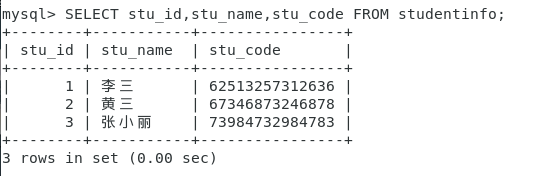 mysql> SELECT stu_id,stu_name,stu_code FROM studentinfo;
+--------+----------+----------------+
| stu_id | stu_name | stu_code       |
+--------+----------+----------------+
|      1 | 李三     | 62513257312636 |
|      2 | 黄三     | 67346873246878 |
|      3 | 张小丽   | 73984732984783 |
+--------+----------+----------------+
3 rows in set (0.00 sec)